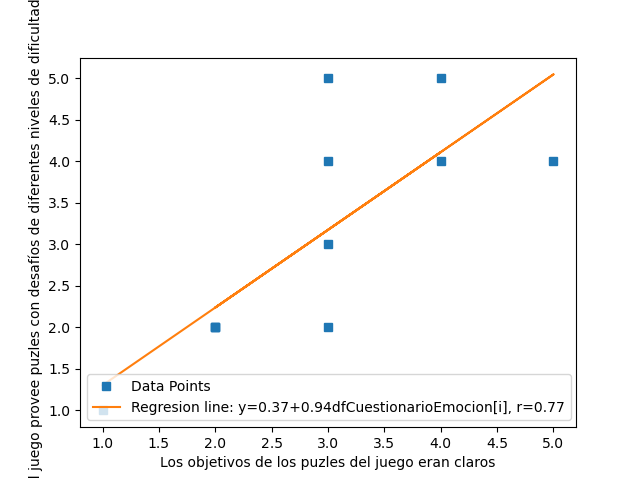 l juego provee puzles con desafíos de diferentes niveles de dificultad
5.0
4.5
4.0
3.5
3.0
2.5
2.0
1.5
1.0
Data Points
Regresion line: y=0.37+0.94dfCuestionarioEmocion[i], r=0.77
1.0 1.5 2.0 2.5 3.0 3.5 4.0 4.5 5.0
Los objetivos de los puzles del juego eran claros